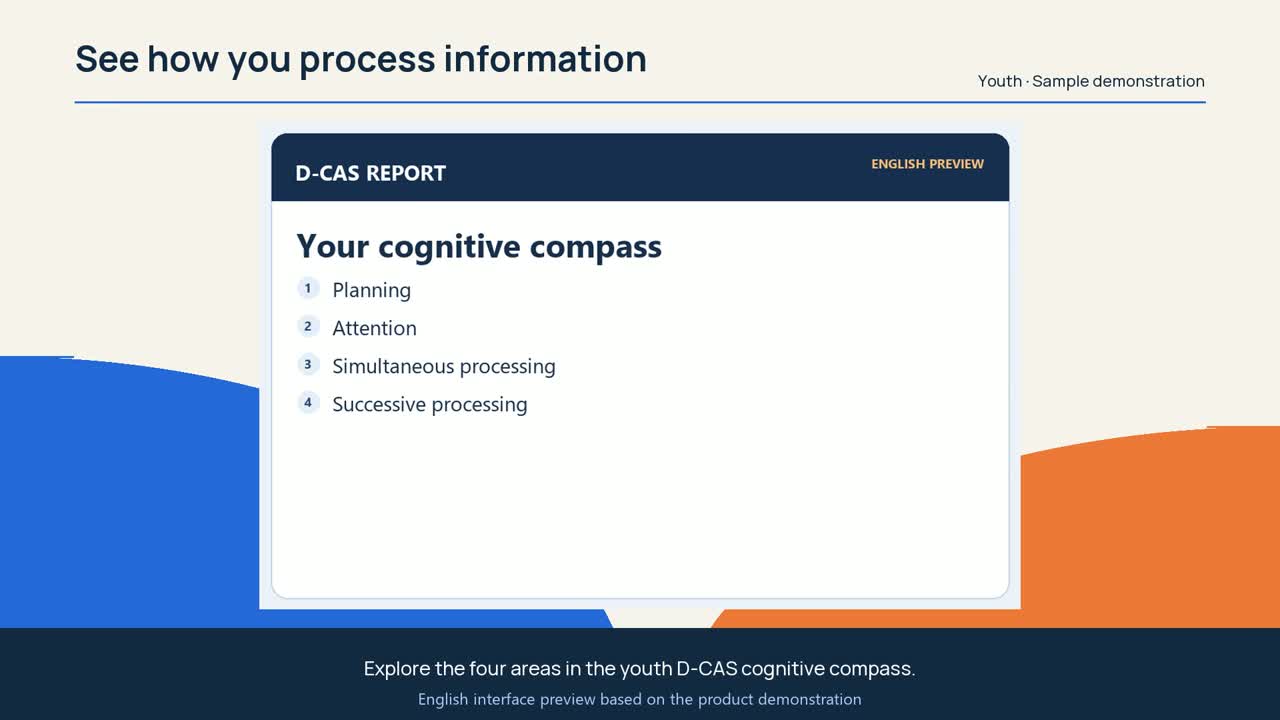 See how you process information
Youth · Sample demonstration
D-CAS REPORT
ENGLISH PREVIEW
Your cognitive compass
1 Planning
2 Attention
3 Simultaneous processing
4 Successive processing
Explore the four areas in the youth D-CAS cognitive compass.
English interface preview based on the product demonstration